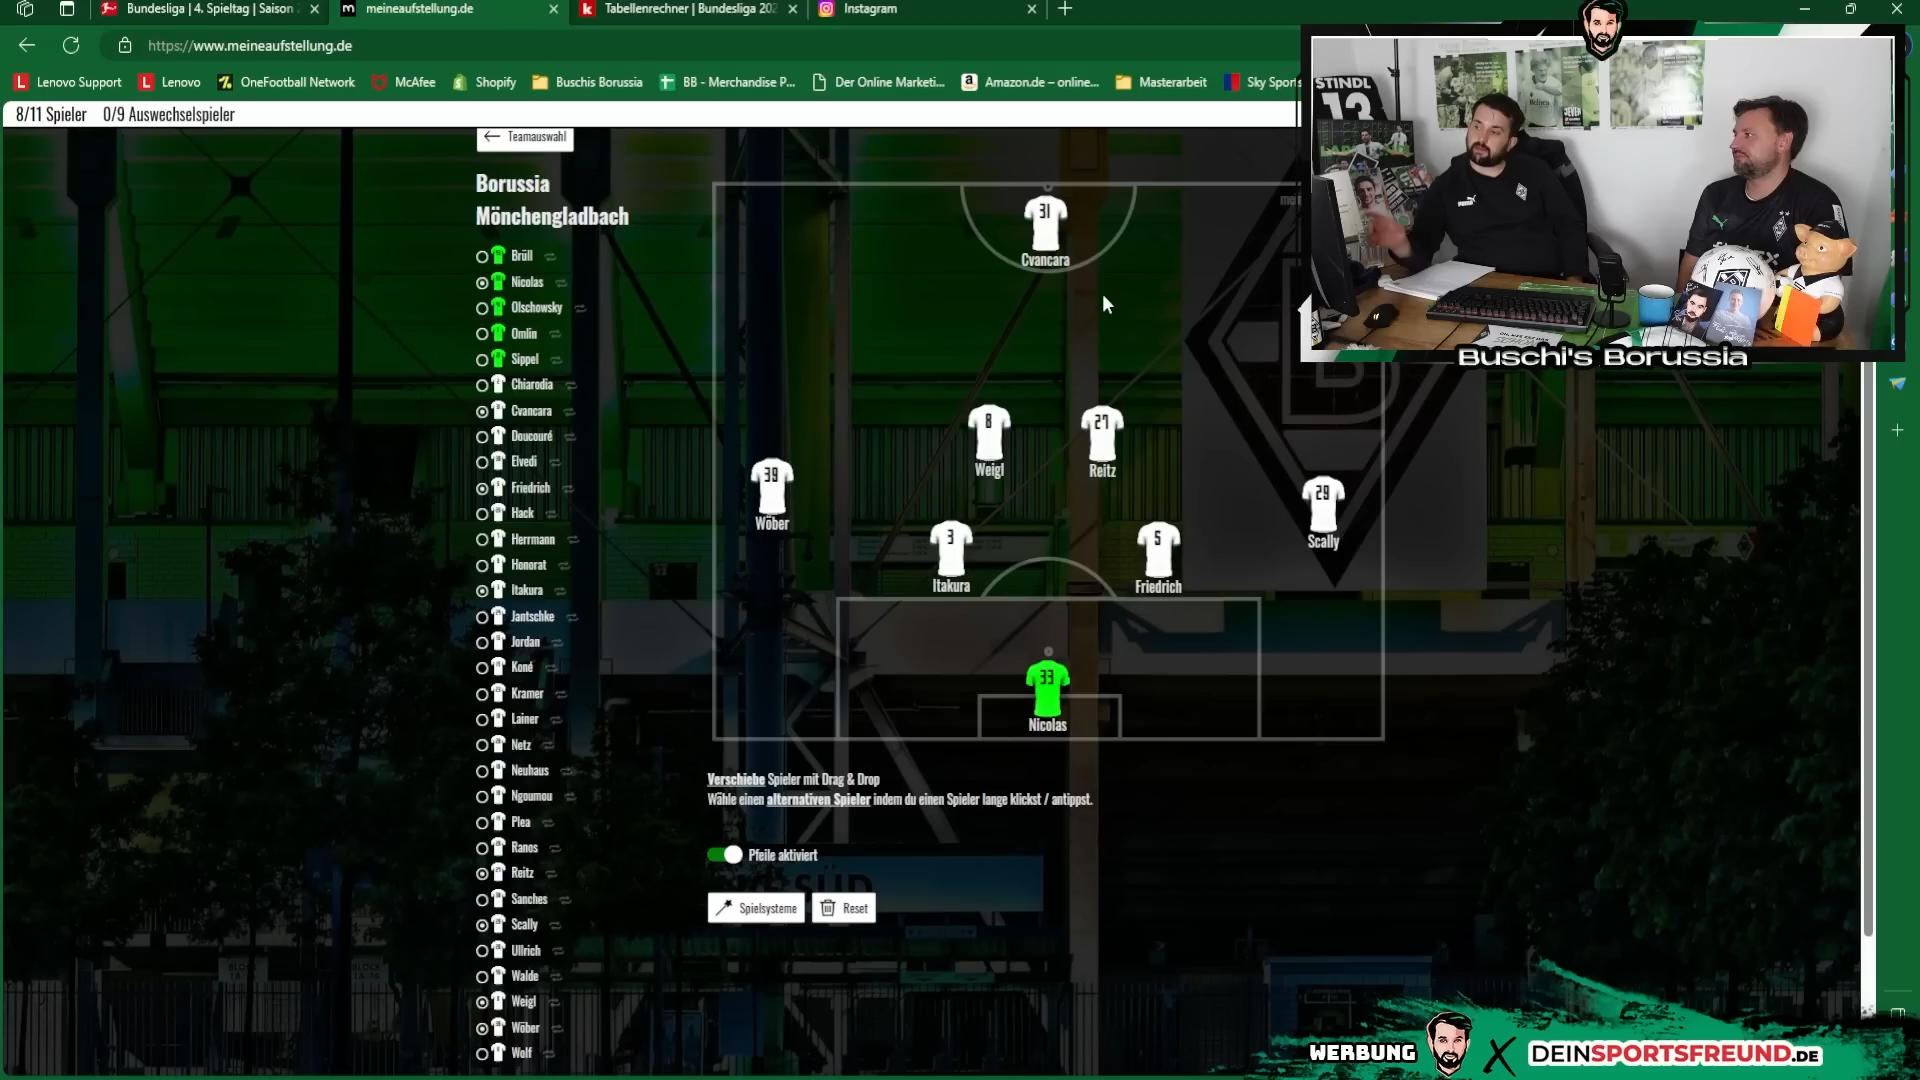 Bundesliga | 4. Spieltag | Saison
meineaufstellung.de
Tabellenrechner | Bundesliga 202
Instagram
https://www.meineaufstellung.de
Lenovo Support
Lenovo
OneFootball Network
McAfee
Shopify
Buschis Borussia
BB - Merchandise P...
Der Online Marketi...
Amazon.de – online...
Masterarbeit
Sky Sports
8/11 Spieler 0/9 Auswechselspieler
Teamauswahl
Borussia
Mönchengladbach
Brüll
Nicolas
Olschowsky
Omlin
Sippel
Chiarodia
Cvancara
Doucouré
Elvedi
Friedrich
Hack
Herrmann
Honorat
Itakura
Jantschke
Jordan
Koné
Kramer
Lainer
Netz
Neuhaus
Ngoumou
Plea
Ranos
Reitz
Sanches
Scally
Ullrich
Walde
Weigl
Wöber
Wolf
31
Cvancara
8
Weigl
27
Reitz
39
Wöber
29
Scally
3
Itakura
5
Friedrich
33
Nicolas
Verschiebe Spieler mit Drag & Drop
Wähle einen alternativen Spieler indem du einen Spieler lange klickst / antippst.
Pfeile aktiviert
Spielsysteme
Reset
STINDL
13
PUMA
Buschi's Borussia
WERBUNG X DEINSPORTSFREUND.DE